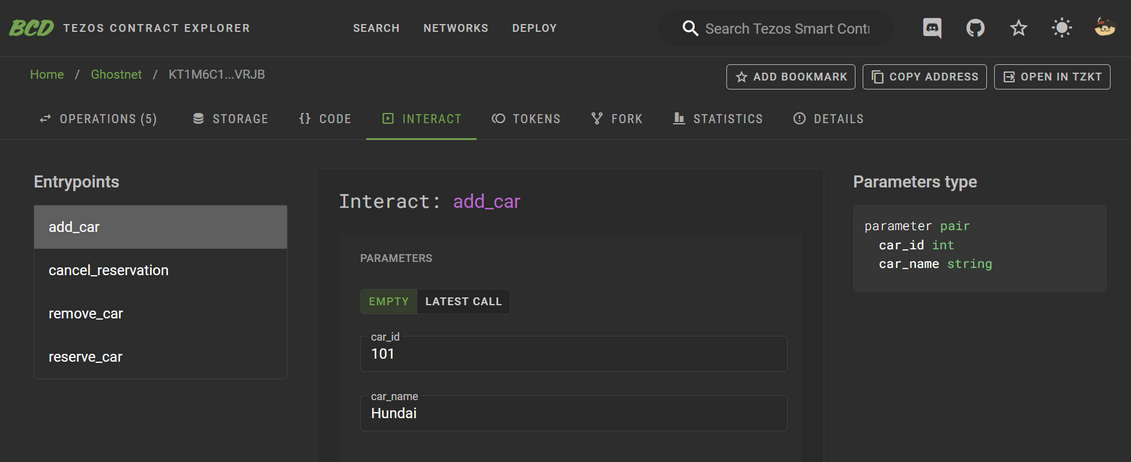 BCD TEZOS CONTRACT EXPLORER SEARCH NETWORKS DEPLOY Search Tezos Smart Contr
Home / Ghostnet / KT1M6C1...VRJB ADD BOOKMARK COPY ADDRESS OPEN IN TZKT
OPERATIONS (5) STORAGE {} CODE INTERACT TOKENS FORK STATISTICS DETAILS
Entrypoints
add_car
cancel_reservation
remove_car
reserve_car
Interact: add_car
PARAMETERS
EMPTY LATEST CALL
car_id
101
car_name
Hundai
Parameters type
parameter pair
car_id int
car_name string